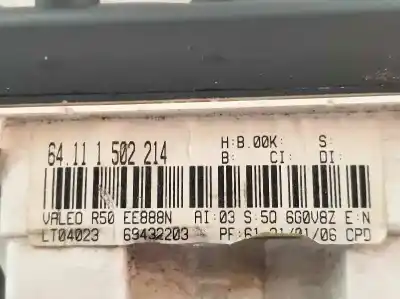 64.11 1 502 214
H:B.00K: S:
B: CI: DI:
VALEO R50 EE888N AI:03 S:5Q 6G0V8Z E:N
LT04023 69432203 PF:61-21/01/06 CPD